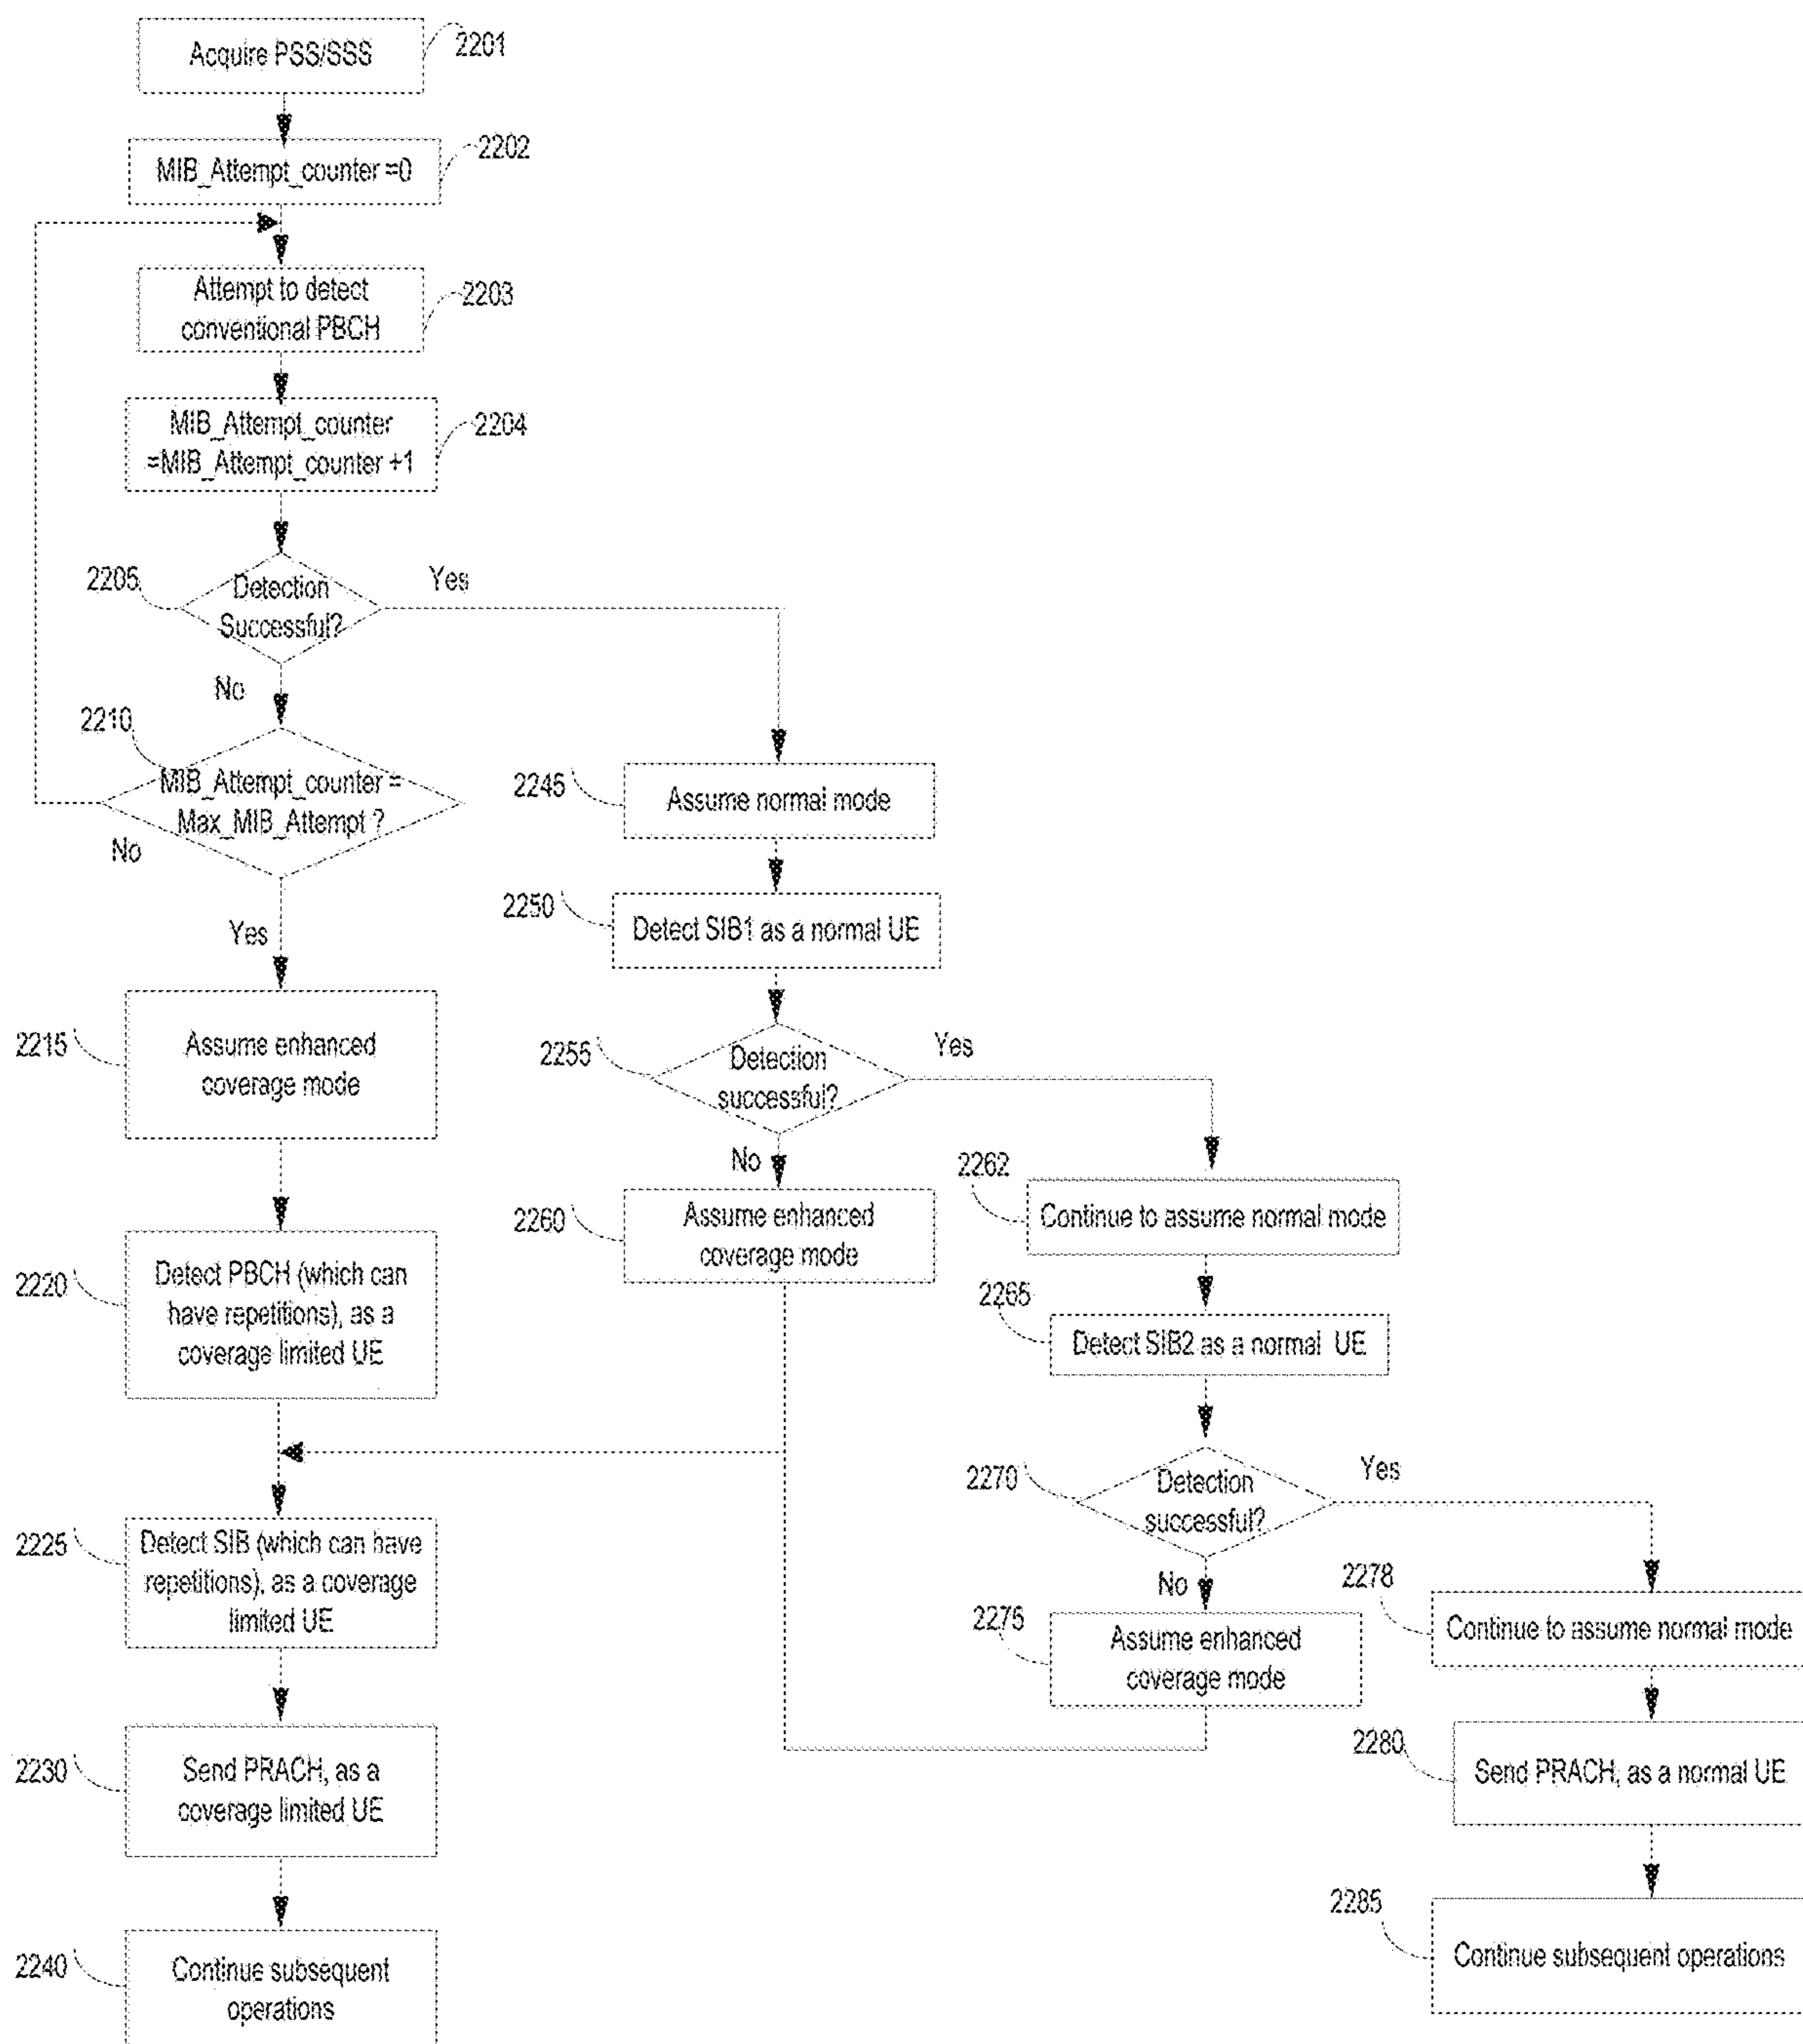 Acquire PSS/SSS
2201
MIB_Attempt_counter =0
2202
Attempt to detect
conventional PBCH
2203
MIB_Attempt_counter
=MIB_Attempt_counter +1
2204
2205
Detection
Successful?
Yes
No
2210
MIB_Attempt_counter =
Max_MIB_Attempt ?
No
Yes
2215
Assume enhanced
coverage mode
2220
Detect PBCH (which can
have repetitions), as a
coverage limited UE
2225
Detect SIB (which can have
repetitions), as a coverage
limited UE
2230
Send PRACH, as a
coverage limited UE
2240
Continue subsequent
operations
2245
Assume normal mode
2250
Detect SIB1 as a normal UE
2255
Detection
successful?
Yes
No
2260
Assume enhanced
coverage mode
2262
Continue to assume normal mode
2265
Detect SIB2 as a normal UE
2270
Detection
successful?
Yes
No
2275
Assume enhanced
coverage mode
2278
Continue to assume normal mode
2280
Send PRACH, as a normal UE
2285
Continue subsequent operations